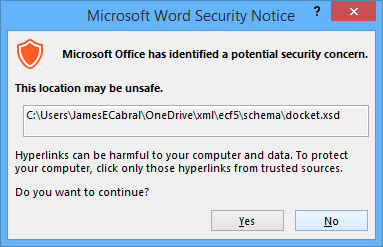 Microsoft Word Security Notice ? ×
Microsoft Office has identified a potential security concern.
This location may be unsafe.
C:\Users\JamesECabral\OneDrive\xml\ecf5\schema\docket.xsd
Hyperlinks can be harmful to your computer and data. To protect
your computer, click only those hyperlinks from trusted sources.
Do you want to continue?
Yes No